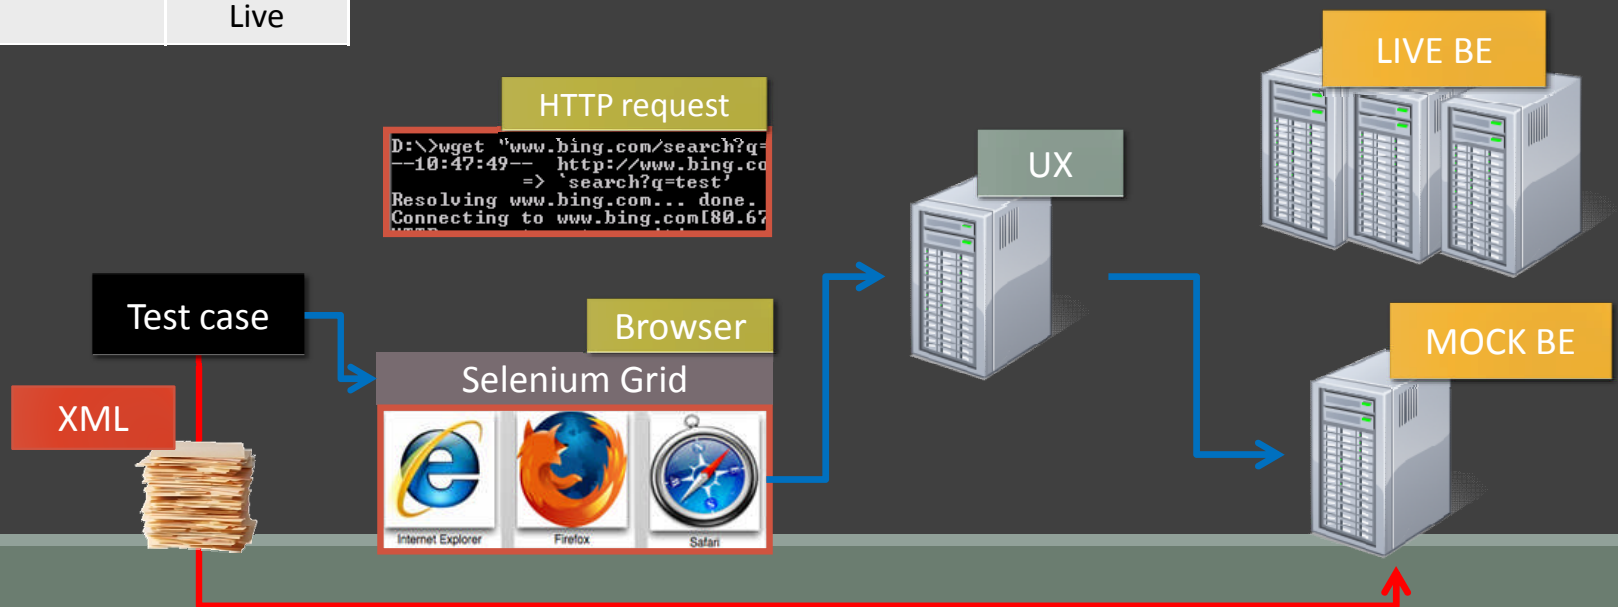 Live
LIVE BE
HTTP request
D:\>wget "www.bing.com/search?q=
--10:47:49-- http://www.bing.co
=> `search?q=test'
Resolving www.bing.com... done.
Connecting to www.bing.com[80.67
UX
Test case
Browser
MOCK BE
Selenium Grid
XML
Internet Explorer
Firefox
Safari